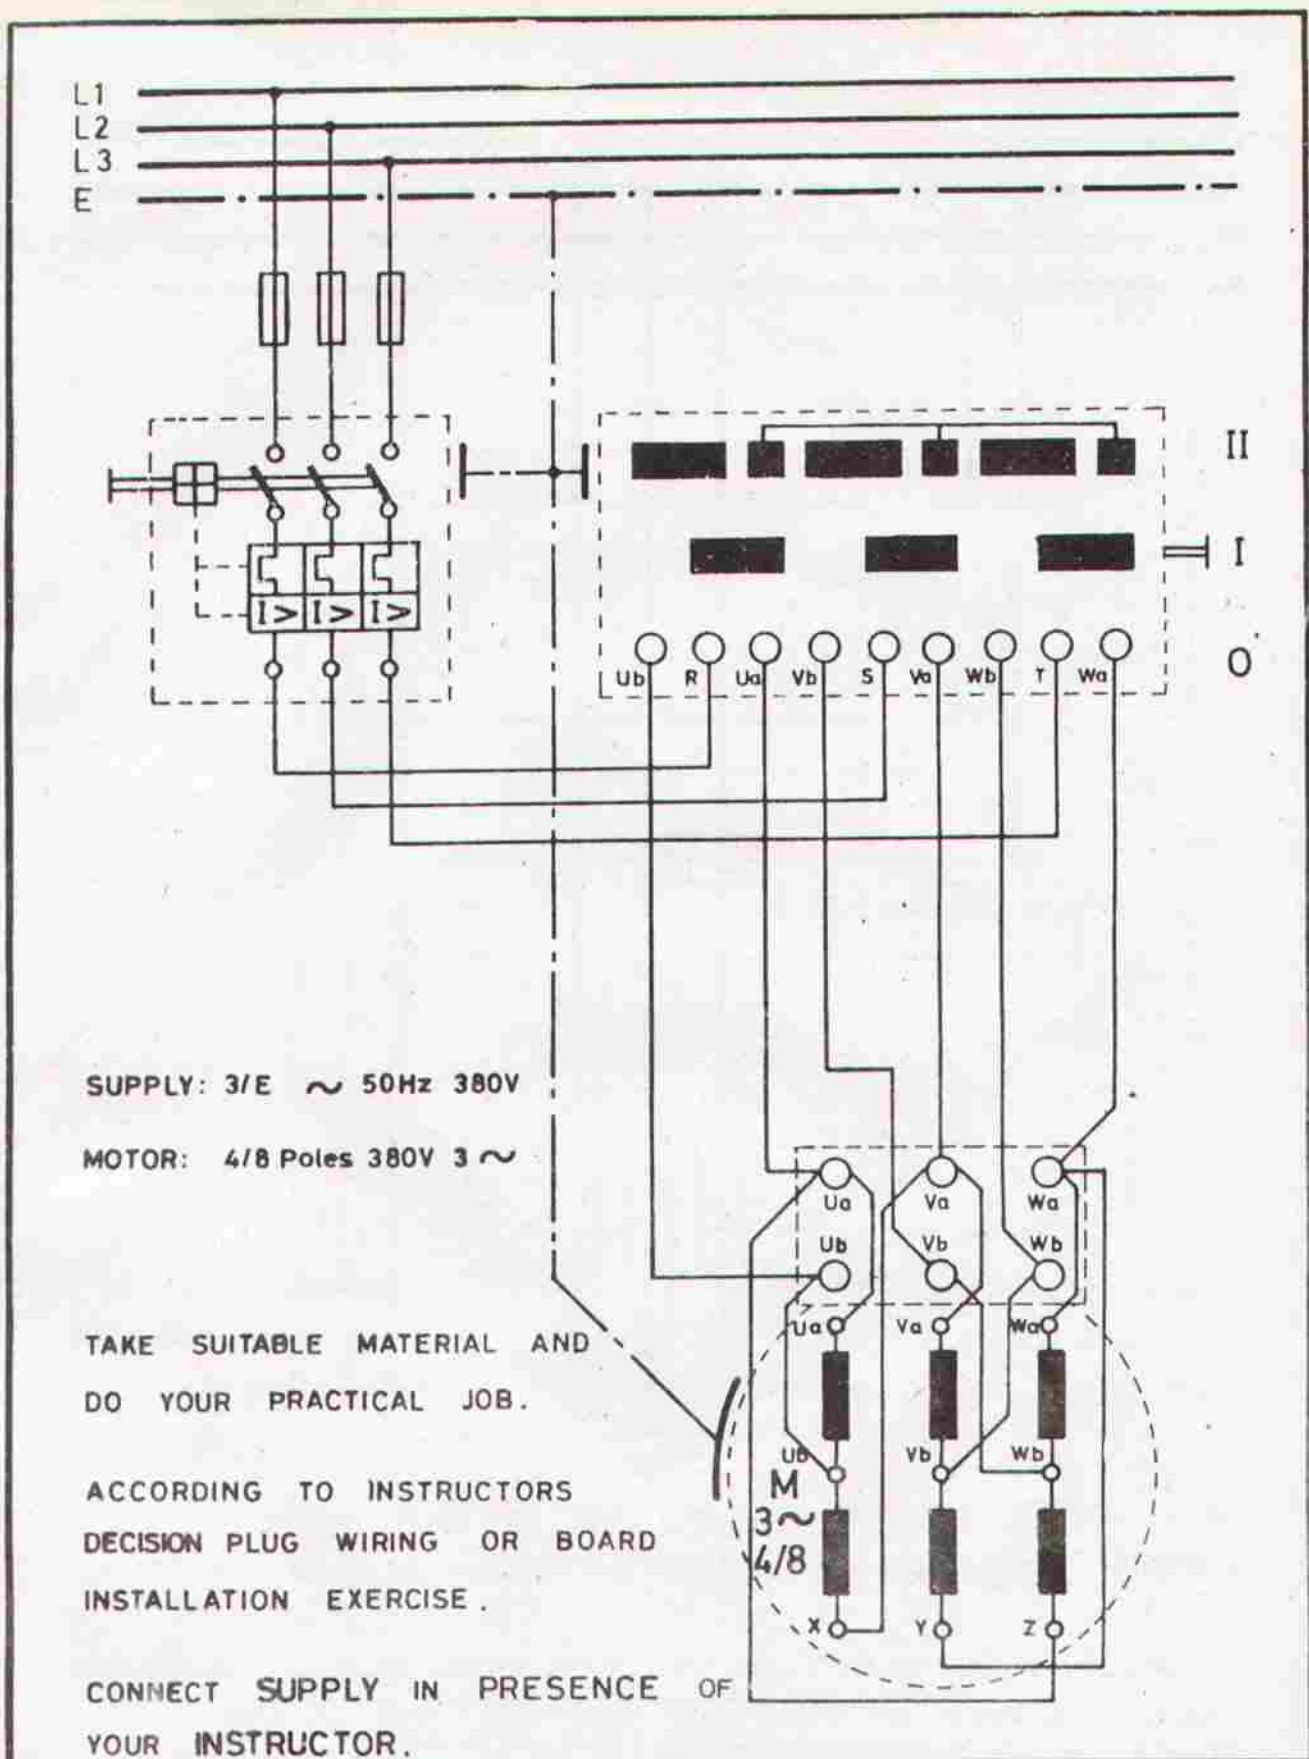 L1
L2
L3
E
II
I
I> I> I>
Ub R Ua Vb S Va Wb T Wa
O
SUPPLY: 3/E ~ 50Hz 380V
MOTOR: 4/8 Poles 380V 3~
Ua Va Wa
Ub Vb Wb
Ua Va Wa
TAKE SUITABLE MATERIAL AND
DO YOUR PRACTICAL JOB.
Ub Vb Wb
M
3~
4/8
ACCORDING TO INSTRUCTORS
DECISION PLUG WIRING OR BOARD
INSTALLATION EXERCISE.
X Y Z
CONNECT SUPPLY IN PRESENCE OF
YOUR INSTRUCTOR.